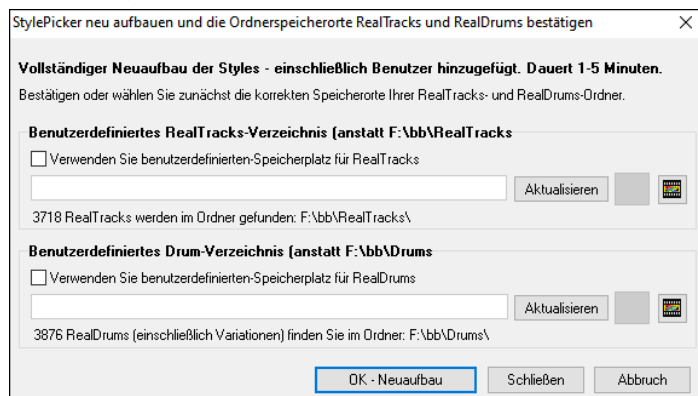 StylePicker neu aufbauen und die Ordnerspeicherorte RealTracks und RealDrums bestätigen
Vollständiger Neuaufbau der Styles - einschließlich Benutzer hinzugefügt. Dauert 1-5 Minuten.
Bestätigen oder wählen Sie zunächst die korrekten Speicherorte Ihrer RealTracks- und RealDrums-Ordner.
Benutzerdefiniertes RealTracks-Verzeichnis (anstatt F:\bb\RealTracks
Verwenden Sie benutzerdefinierten-Speicherplatz für RealTracks
Aktualisieren
3718 RealTracks werden im Ordner gefunden: F:\bb\RealTracks\
Benutzerdefiniertes Drum-Verzeichnis (anstatt F:\bb\Drums
Verwenden Sie benutzerdefinierten-Speicherplatz für RealDrums
Aktualisieren
3876 RealDrums (einschließlich Variationen) finden Sie im Ordner: F:\bb\Drums\
OK - Neuaufbau Schließen Abbruch